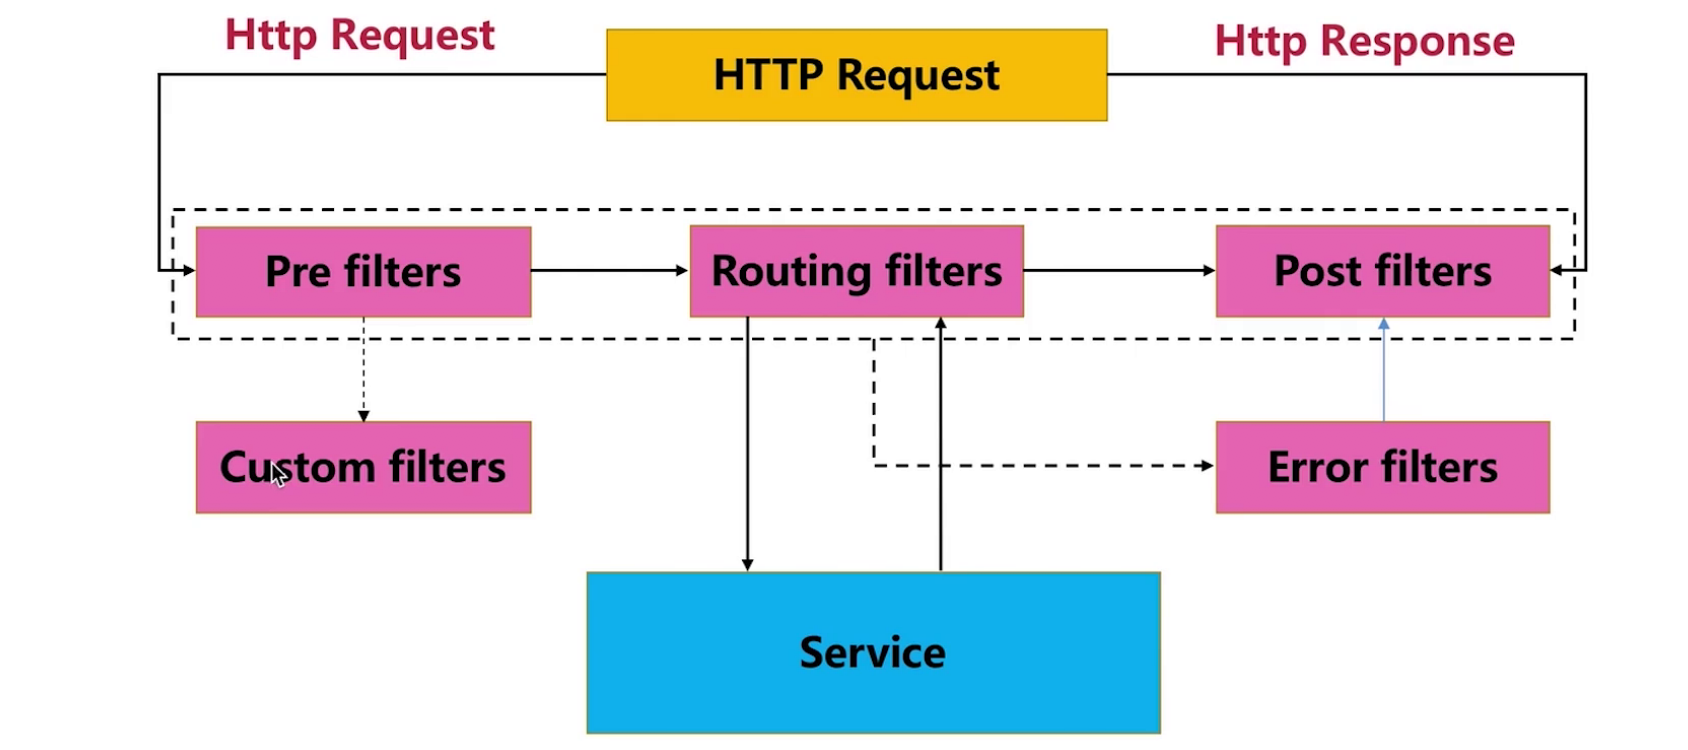 Http Request
HTTP Request
Http Response
Pre filters
Routing filters
Post filters
Custom filters
Error filters
Service